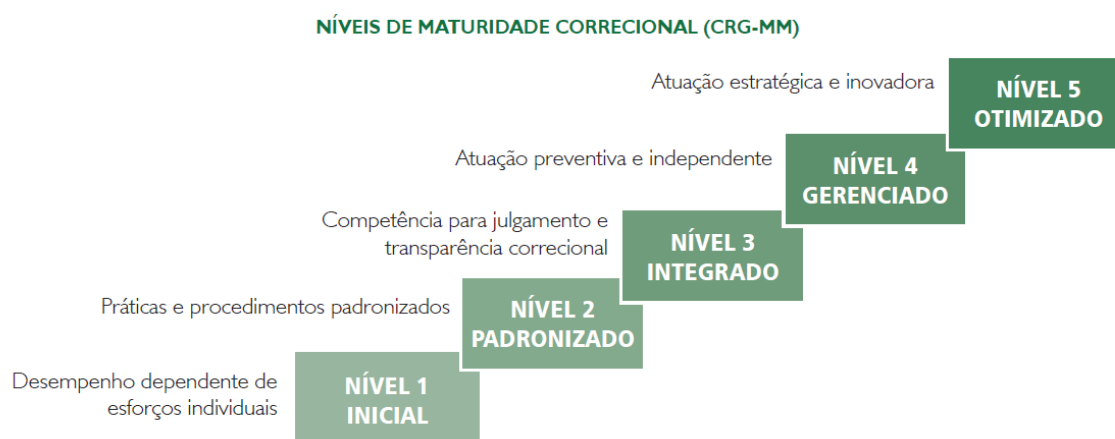 NÍVEIS DE MATURIDADE CORRECIONAL (CRG-MM)
Atuação estratégica e inovadora
NÍVEL 5
OTIMIZADO
Atuação preventiva e independente
NÍVEL 4
GERENCIADO
Competência para julgamento e
transparência correcional
NÍVEL 3
INTEGRADO
Práticas e procedimentos padronizados
NÍVEL 2
PADRONIZADO
Desempenho dependente de
esforços individuais
NÍVEL 1
INICIAL